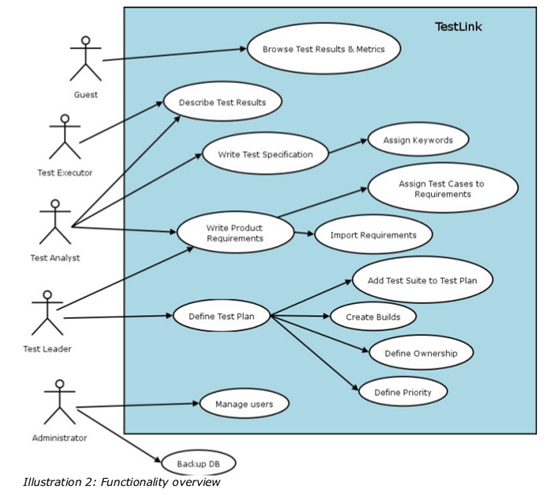 TestLink
Browse Test Results & Metrics
Guest
Describe Test Results
Test Executor
Write Test Specification
Assign Keywords
Assign Test Cases to
Requirements
Test Analyst
Write Product
Requirements
Import Requirements
Add Test Suite to Test Plan
Test Leader
Define Test Plan
Create Builds
Define Ownership
Define Priority
Manage users
Administrator
Backup DB
Illustration 2: Functionality overview